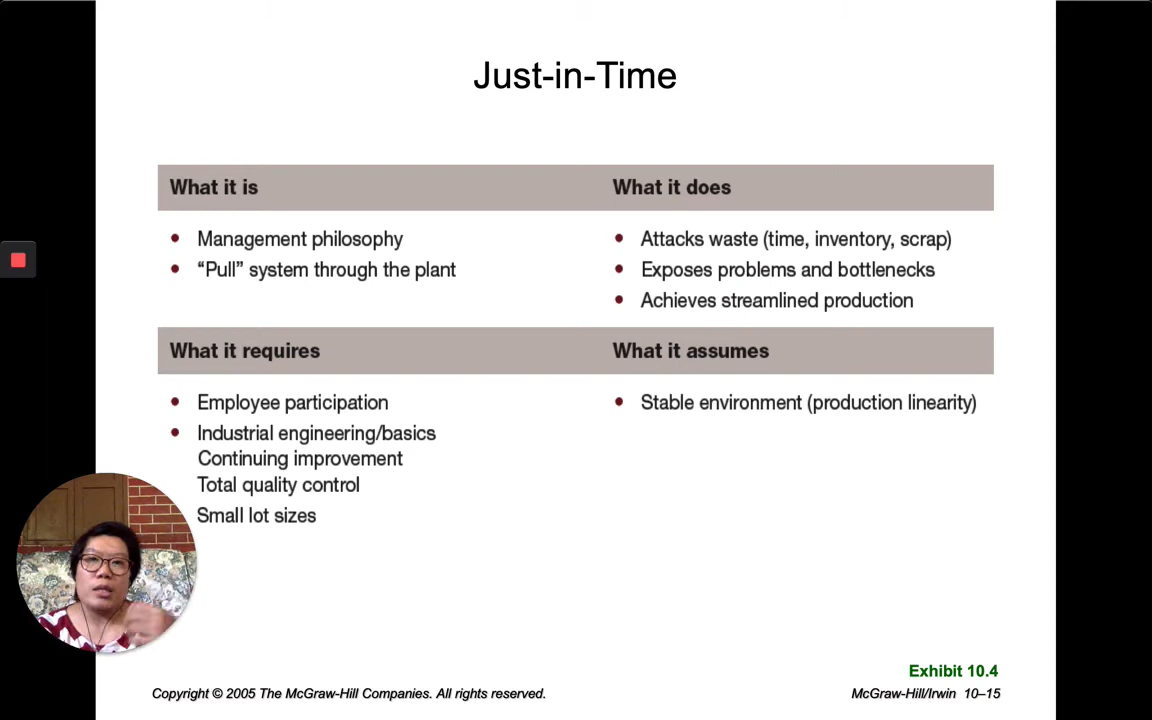 Just-in-Time
What it is
What it does
Management philosophy
“Pull” system through the plant
Attacks waste (time, inventory, scrap)
Exposes problems and bottlenecks
Achieves streamlined production
What it requires
What it assumes
Employee participation
Industrial engineering/basics
Continuing improvement
Total quality control
Small lot sizes
Stable environment (production linearity)
Exhibit 10.4
Copyright © 2005 The McGraw-Hill Companies. All rights reserved.
McGraw-Hill/Irwin 10–15